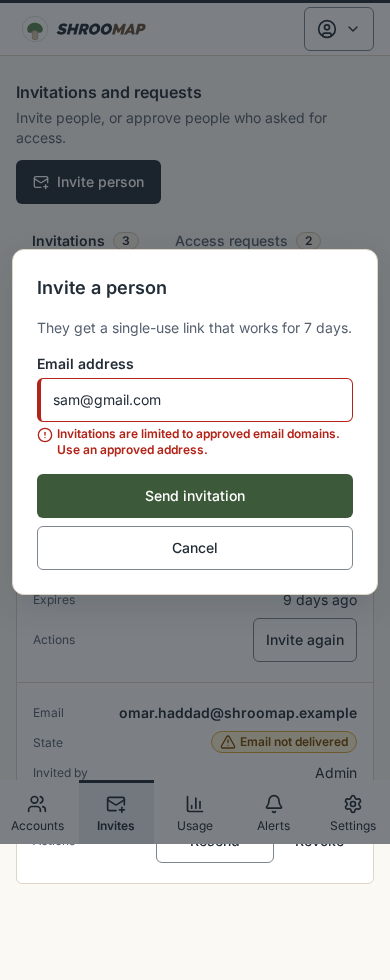 SHROOMAP
Invitations and requests
Invite people, or approve people who asked for
access.
Invite person
Invitations 3 Access requests 2
Invite a person
They get a single-use link that works for 7 days.
Email address
sam@gmail.com
Invitations are limited to approved email domains.
Use an approved address.
Send invitation
Cancel
Expires 9 days ago
Actions Invite again
Email omar.haddad@shroomap.example
State Email not delivered
Invited by Admin
Accounts Invites Usage Alerts Settings
Actions Resend Revoke